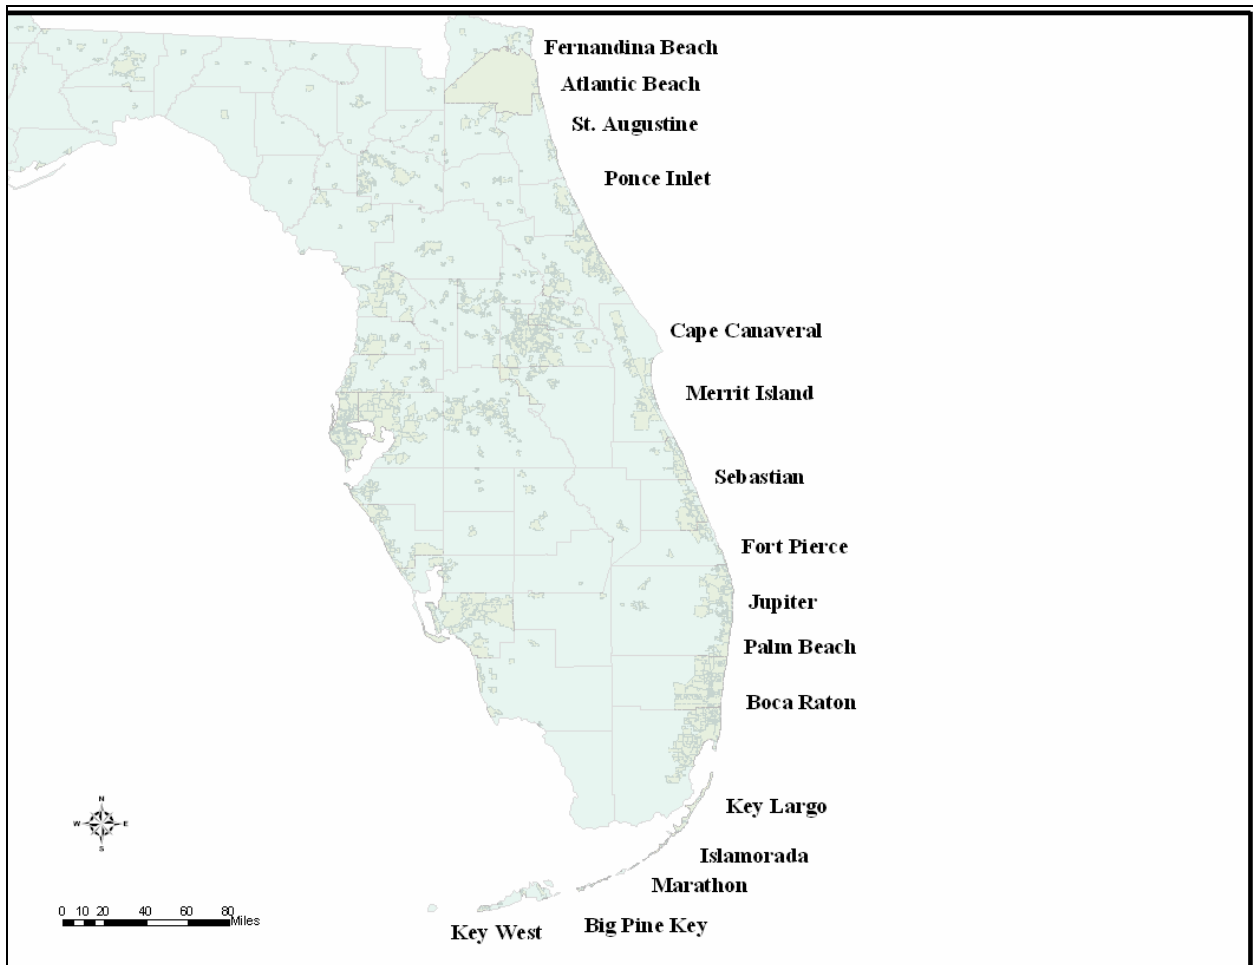 Fernandina Beach
Atlantic Beach
St. Augustine
Ponce Inlet
Cape Canaveral
Merrit Island
Sebastian
Fort Pierce
Jupiter
Palm Beach
Boca Raton
N
W E
S
Key Largo
Islamorada
Marathon
0 10 20 40 60 80
Miles
Key West
Big Pine Key